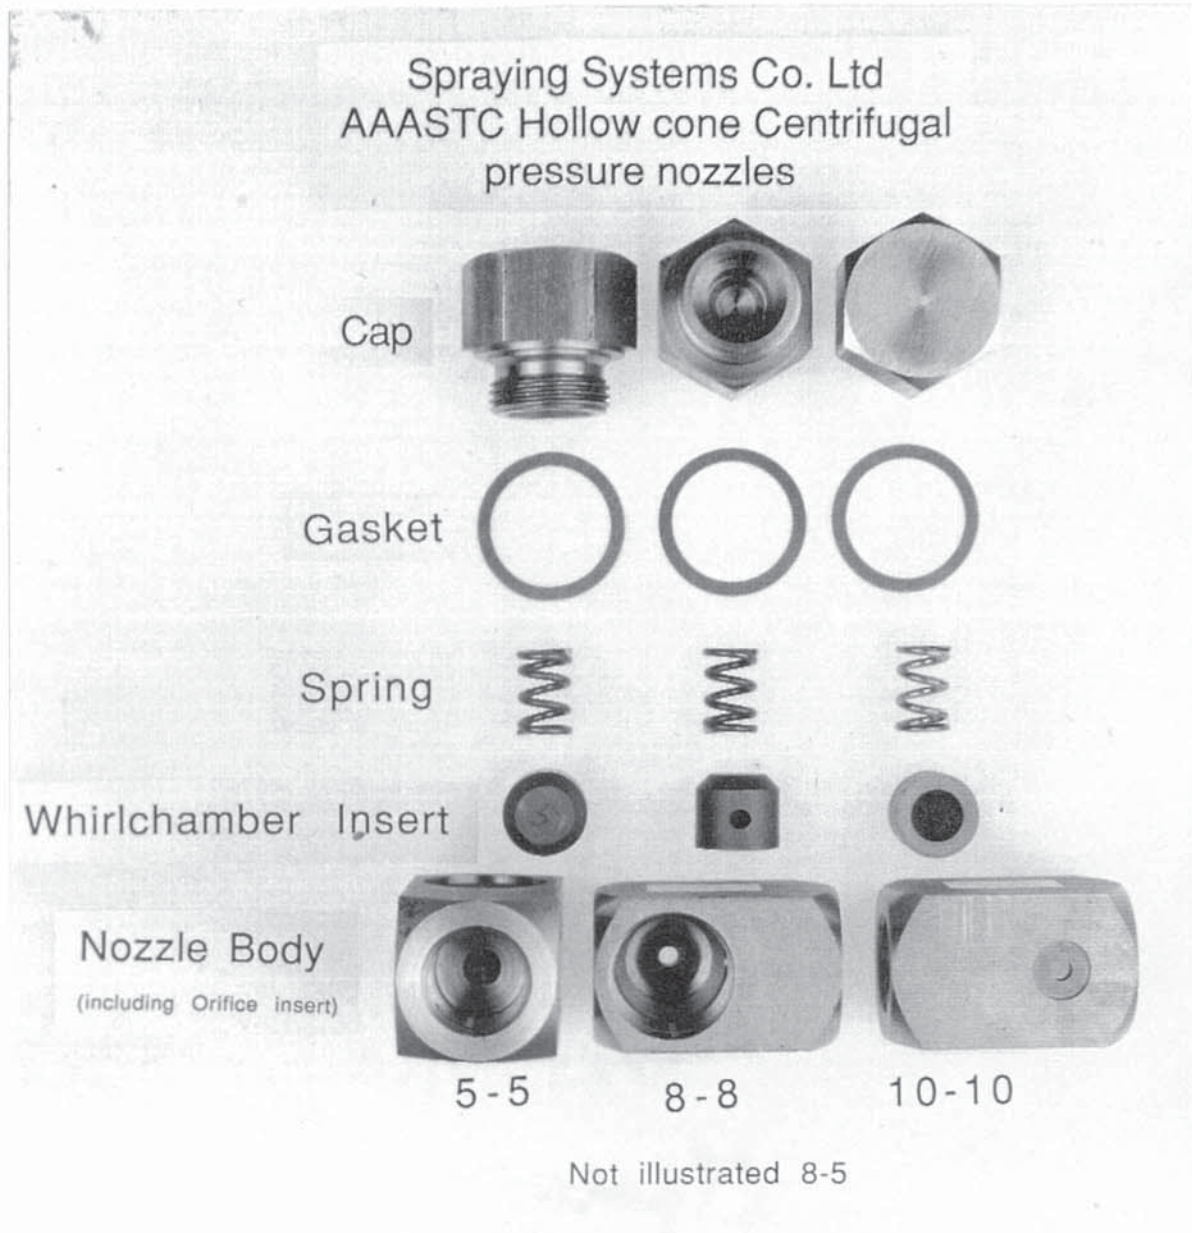 Spraying Systems Co. Ltd
AAASTC Hollow cone Centrifugal
pressure nozzles
Cap
Gasket
Spring
Whirlchamber Insert
Nozzle Body
(including Orifice insert)
5-5
8-8
10-10
Not illustrated 8-5